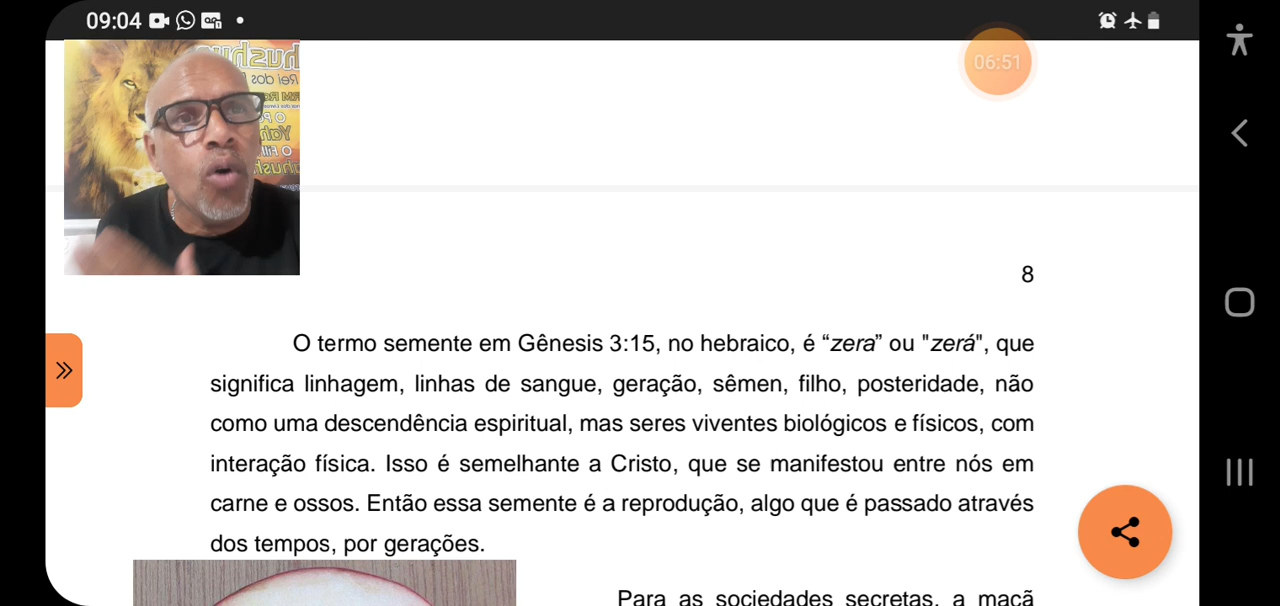 09:04
06:51
8
O termo semente em Gênesis 3:15, no hebraico, é “zera” ou "zerá", que
significa linhagem, linhas de sangue, geração, sêmen, filho, posteridade, não
como uma descendência espiritual, mas seres viventes biológicos e físicos, com
interação física. Isso é semelhante a Cristo, que se manifestou entre nós em
carne e ossos. Então essa semente é a reprodução, algo que é passado através
dos tempos, por gerações.
Para as sociedades secretas, a maçã